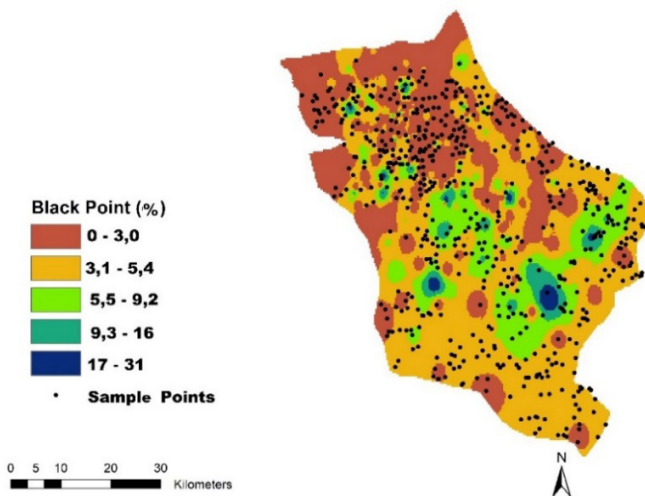 Black Point (%)
0 - 3,0
3,1 - 5,4
5,5 - 9,2
9,3 - 16
17 - 31
Sample Points
N
0 5 10 20 30
Kilometers